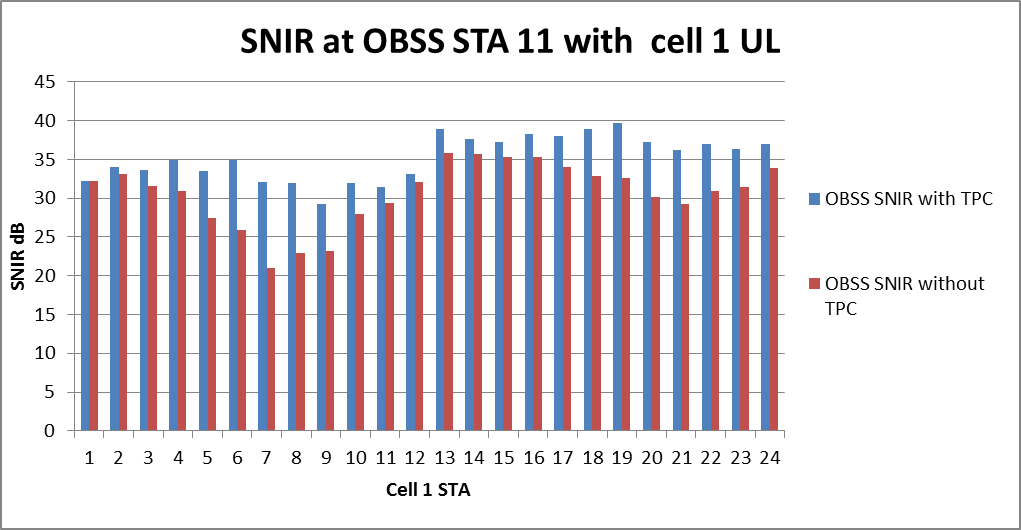 SNIR at OBSS STA 11 with  cell 1 UL
45
40
35
30
25
20
15
10
5
0
SNIR dB
1 2 3 4 5 6 7 8 9 10 11 12 13 14 15 16 17 18 19 20 21 22 23 24
Cell 1 STA
OBSS SNIR with TPC
OBSS SNIR without
TPC